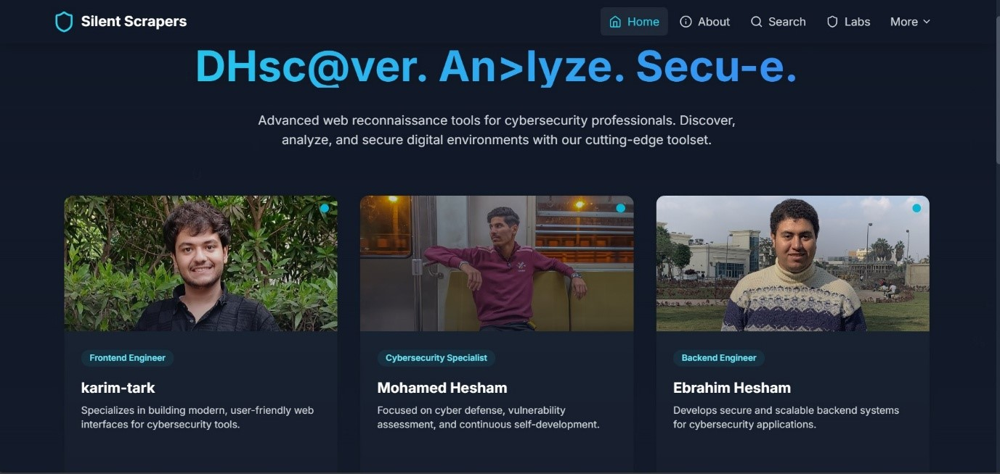 Silent Scrapers
Home
About
Search
Labs
More
DHsc@ver. An>lyze. Secu-e.
Advanced web reconnaissance tools for cybersecurity professionals. Discover,
analyze, and secure digital environments with our cutting-edge toolset.
Frontend Engineer
karim-tark
Specializes in building modern, user-friendly web
interfaces for cybersecurity tools.
Cybersecurity Specialist
Mohamed Hesham
Focused on cyber defense, vulnerability
assessment, and continuous self-development.
Backend Engineer
Ebrahim Hesham
Develops secure and scalable backend systems
for cybersecurity applications.